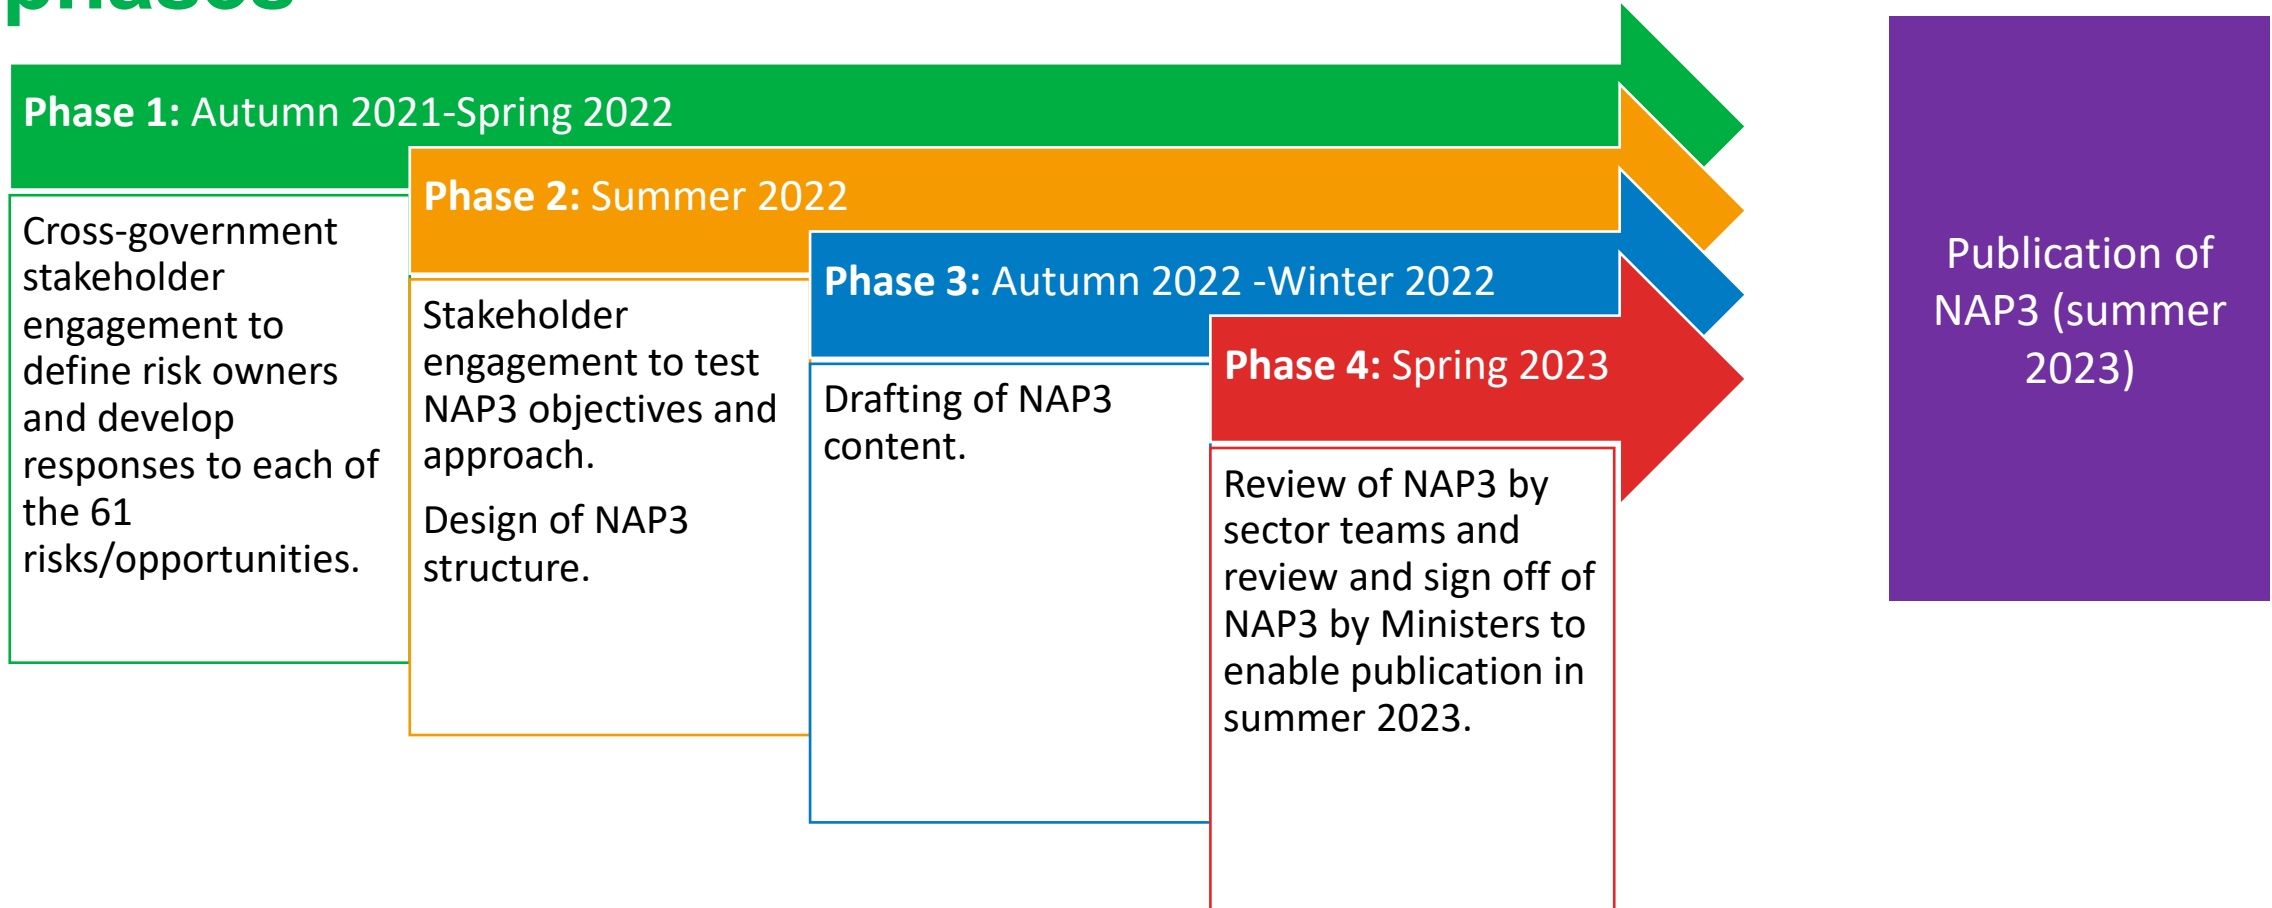 phases
Phase 1: Autumn 2021-Spring 2022
Cross-government
stakeholder
engagement to
define risk owners
and develop
responses to each of
the 61
risks/opportunities.
Phase 2: Summer 2022
Stakeholder
engagement to test
NAP3 objectives and
approach.
Design of NAP3
structure.
Phase 3: Autumn 2022 -Winter 2022
Drafting of NAP3
content.
Phase 4: Spring 2023
Review of NAP3 by
sector teams and
review and sign off of
NAP3 by Ministers to
enable publication in
summer 2023.
Publication of
NAP3 (summer
2023)